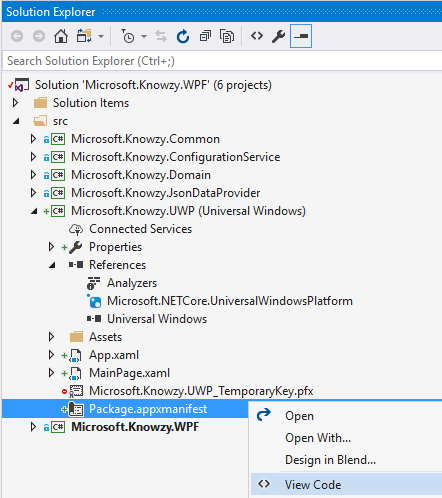 Solution Explorer
Search Solution Explorer (Ctrl+;)
Solution 'Microsoft.Knowzy.WPF' (6 projects)
Solution Items
src
C# Microsoft.Knowzy.Common
C# Microsoft.Knowzy.ConfigurationService
C# Microsoft.Knowzy.Domain
C# Microsoft.Knowzy.JsonDataProvider
C# Microsoft.Knowzy.UWP (Universal Windows)
Connected Services
Properties
References
Analyzers
Microsoft.NETCore.UniversalWindowsPlatform
Universal Windows
Assets
App.xaml
MainPage.xaml
Microsoft.Knowzy.UWP_TemporaryKey.pfx
Package.appxmanifest
C# Microsoft.Knowzy.WPF
Open
Open With...
Design in Blend...
View Code